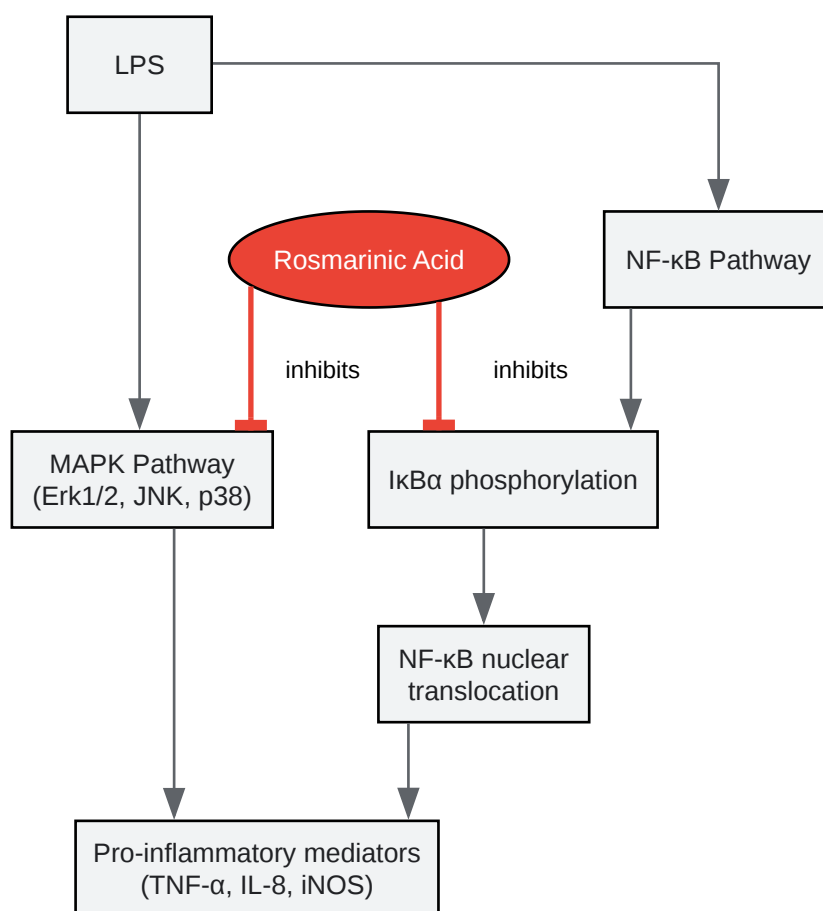 LPS
Rosmarinic Acid
NF-κB Pathway
inhibits
inhibits
MAPK Pathway
(Erk1/2, JNK, p38)
IκBα phosphorylation
NF-κB nuclear
translocation
Pro-inflammatory mediators
(TNF-α, IL-8, iNOS)